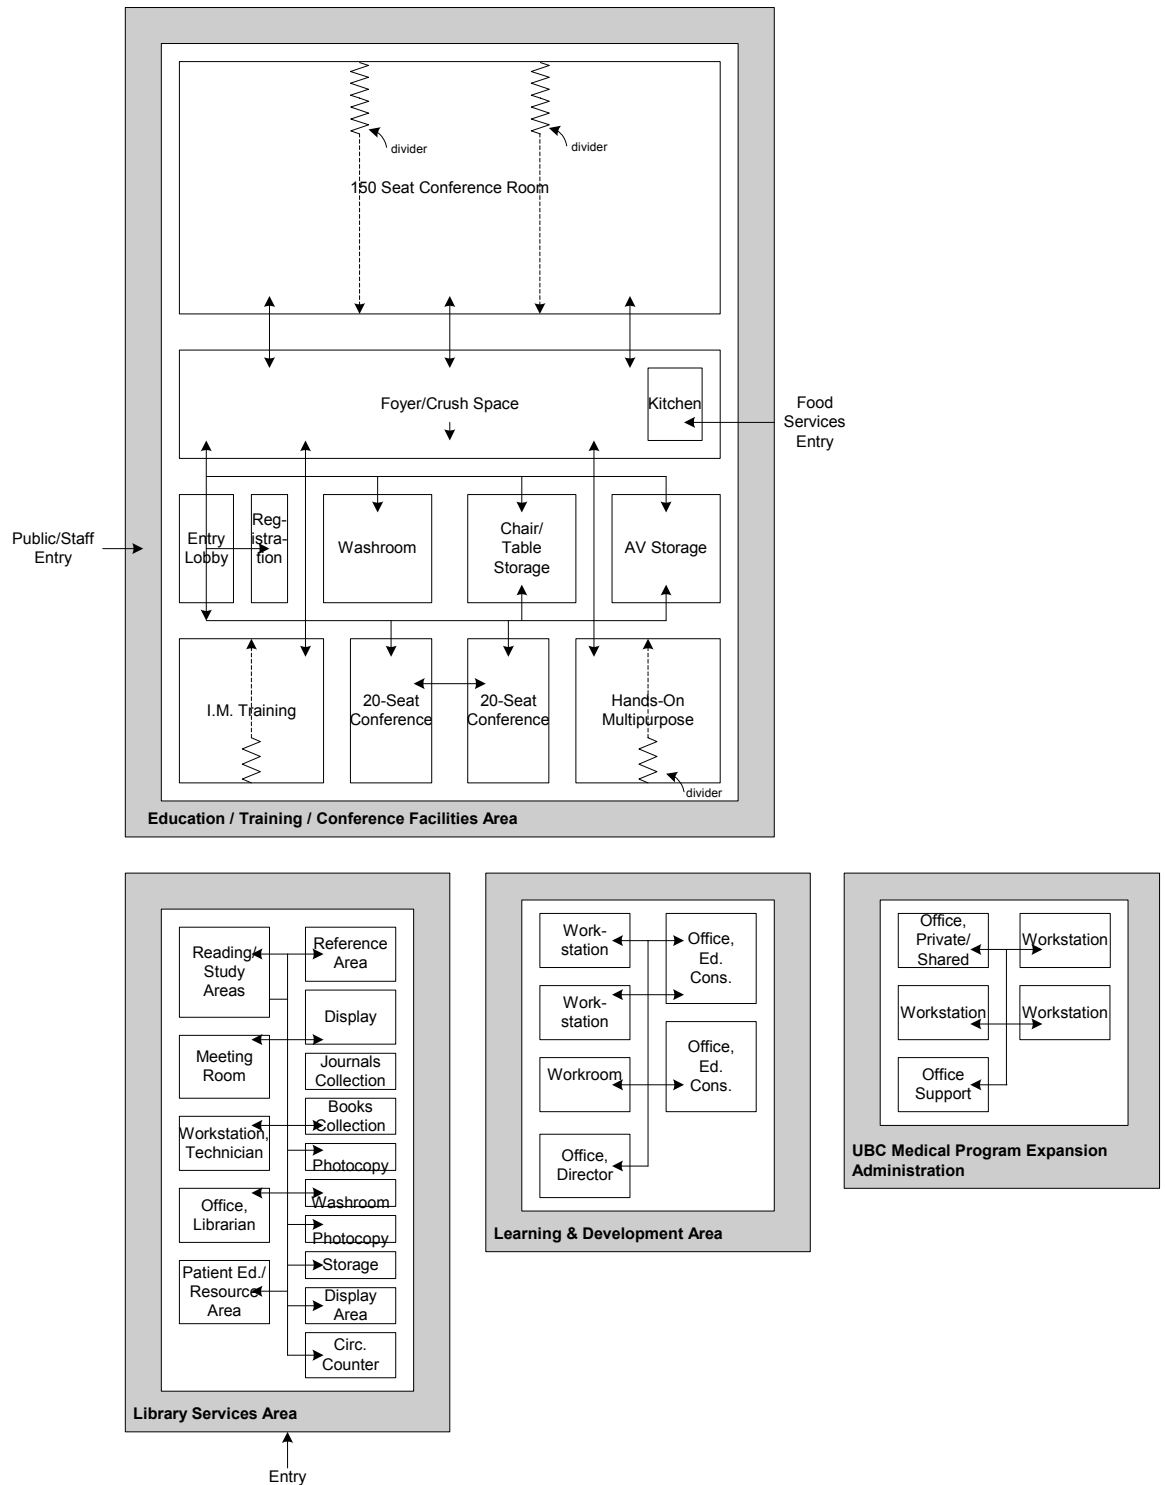 divider
divider
150 Seat Conference Room
Foyer/Crush Space
Kitchen
Food
Services
Entry
Public/Staff
Entry
Entry
Lobby
Reg-
istra-
tion
Washroom
Chair/
Table
Storage
AV Storage
I.M. Training
20-Seat
Conference
20-Seat
Conference
Hands-On
Multipurpose
divider
Education / Training / Conference Facilities Area
Reading/
Study
Areas
Reference
Area
Display
Meeting
Room
Journals
Collection
Books
Collection
Workstation,
Technician
Photocopy
Washroom
Office,
Librarian
Photocopy
Storage
Patient Ed./
Resource
Area
Display
Area
Circ.
Counter
Library Services Area
Entry
Work-
station
Office,
Ed.
Cons.
Work-
station
Office,
Ed.
Cons.
Workroom
Office,
Director
Learning & Development Area
Office,
Private/
Shared
Workstation
Workstation
Workstation
Office
Support
UBC Medical Program Expansion
Administration